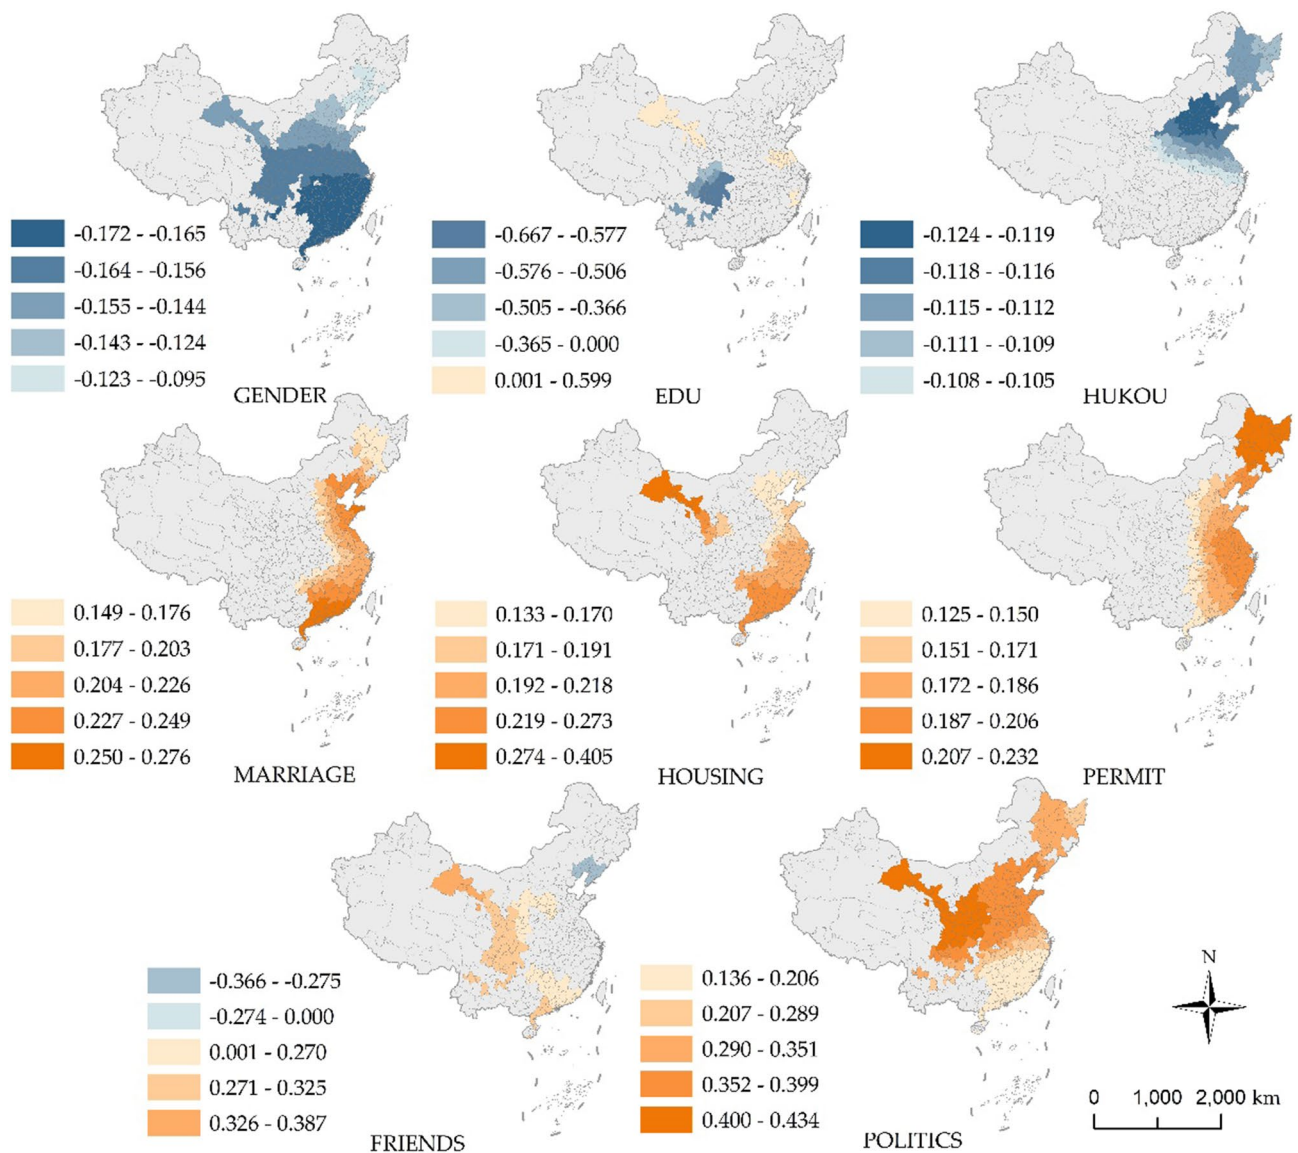 -0.172 - -0.165
-0.164 - -0.156
-0.155 - -0.144
-0.143 - -0.124
-0.123 - -0.095
GENDER
-0.667 - -0.577
-0.576 - -0.506
-0.505 - -0.366
-0.365 - 0.000
0.001 - 0.599
EDU
-0.124 - -0.119
-0.118 - -0.116
-0.115 - -0.112
-0.111 - -0.109
-0.108 - -0.105
HUKOU
0.149 - 0.176
0.177 - 0.203
0.204 - 0.226
0.227 - 0.249
0.250 - 0.276
MARRIAGE
0.133 - 0.170
0.171 - 0.191
0.192 - 0.218
0.219 - 0.273
0.274 - 0.405
HOUSING
0.125 - 0.150
0.151 - 0.171
0.172 - 0.186
0.187 - 0.206
0.207 - 0.232
PERMIT
-0.366 - -0.275
-0.274 - 0.000
0.001 - 0.270
0.271 - 0.325
0.326 - 0.387
FRIENDS
0.136 - 0.206
0.207 - 0.289
0.290 - 0.351
0.352 - 0.399
0.400 - 0.434
POLITICS
N
0 1,000 2,000 km